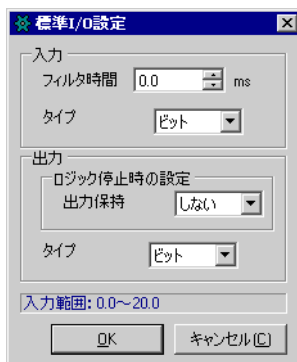 標準I/O設定
入力
フィルタ時間 0.0 ms
タイプ ビット
出力
ロジック停止時の設定
出力保持 しない
タイプ ビット
入力範囲: 0.0～20.0
OK キャンセル(C)